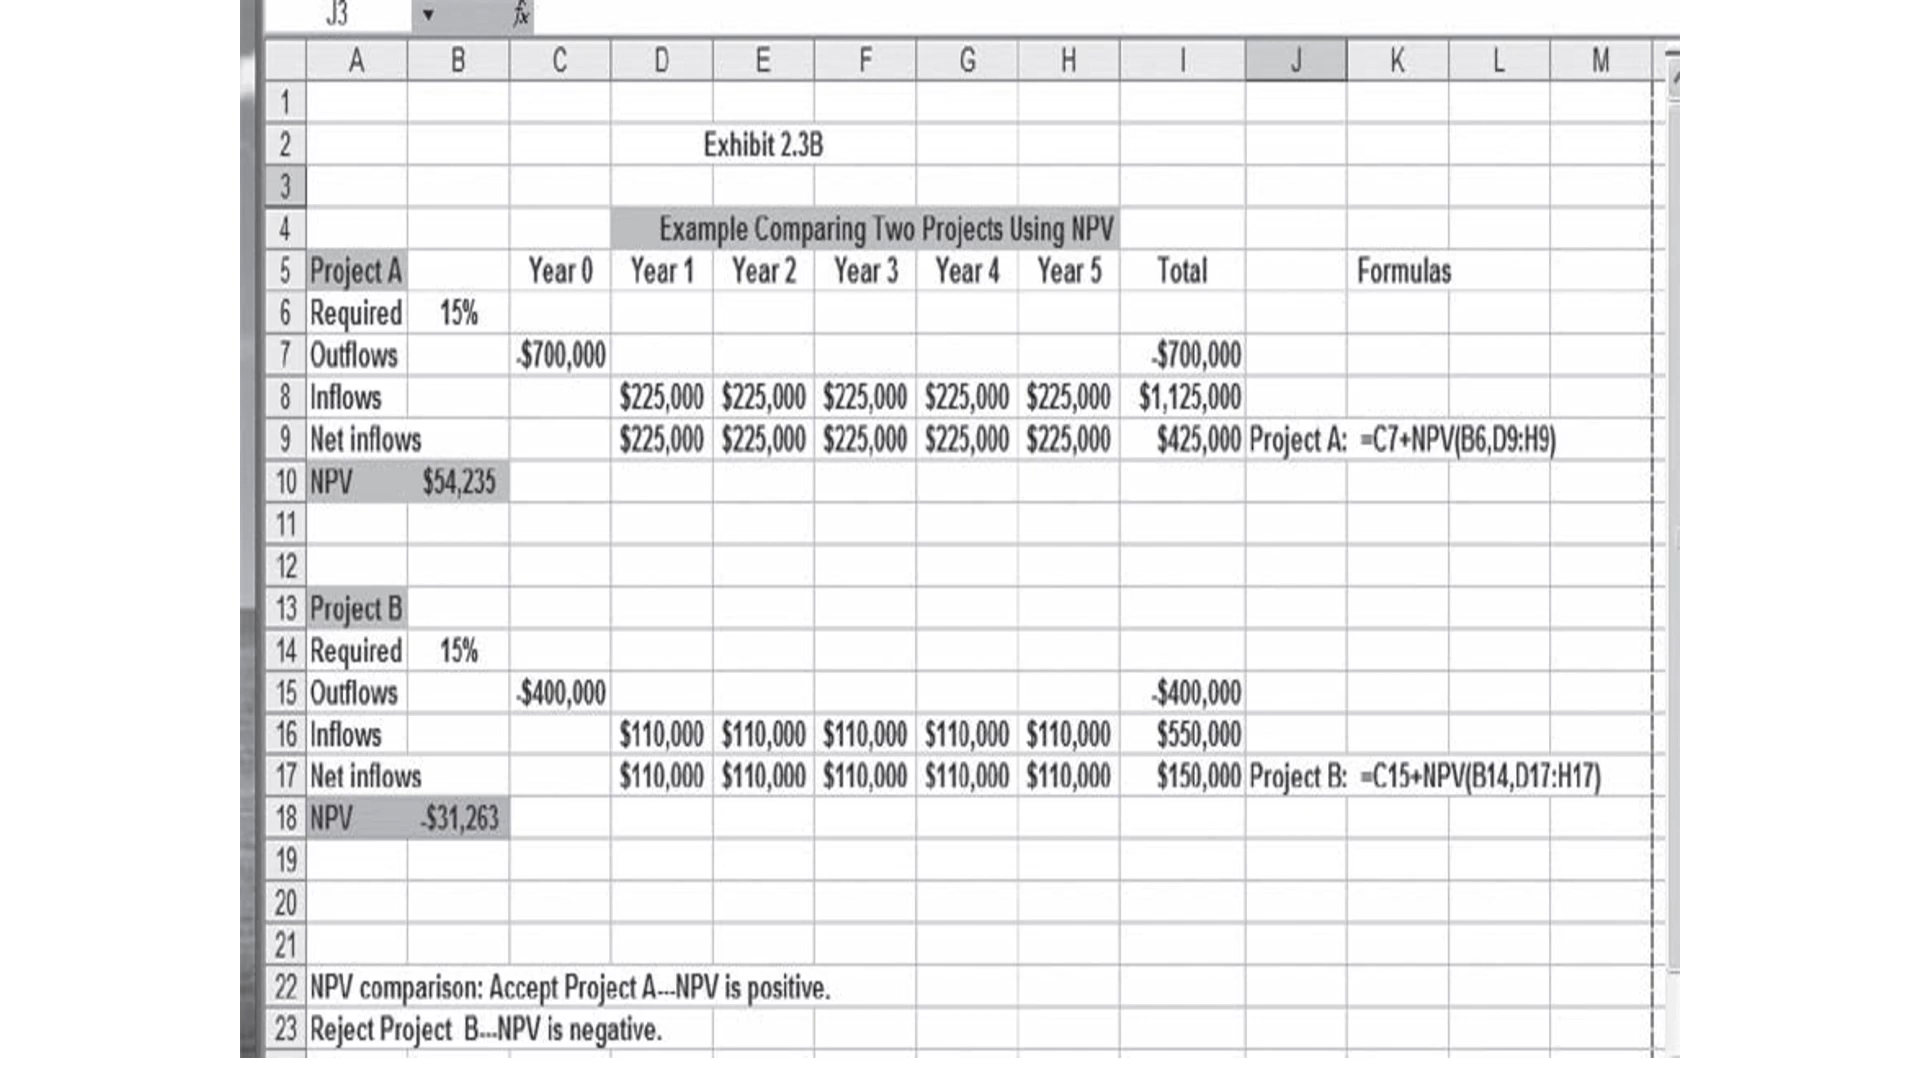 J3 fx
A B C D E F G H I J K L M
1
2 Exhibit 2.3B
3
4 Example Comparing Two Projects Using NPV
5 Project A Year 0 Year 1 Year 2 Year 3 Year 4 Year 5 Total Formulas
6 Required 15%
7 Outflows -$700,000 -$700,000
8 Inflows $225,000 $225,000 $225,000 $225,000 $225,000 $1,125,000
9 Net inflows $225,000 $225,000 $225,000 $225,000 $225,000 $425,000 Project A: =C7+NPV(B6,D9:H9)
10 NPV $54,235
11
12
13 Project B
14 Required 15%
15 Outflows -$400,000 -$400,000
16 Inflows $110,000 $110,000 $110,000 $110,000 $110,000 $550,000
17 Net inflows $110,000 $110,000 $110,000 $110,000 $110,000 $150,000 Project B: =C15+NPV(B14,D17:H17)
18 NPV -$31,263
19
20
21
22 NPV comparison: Accept Project A---NPV is positive.
23 Reject Project B---NPV is negative.